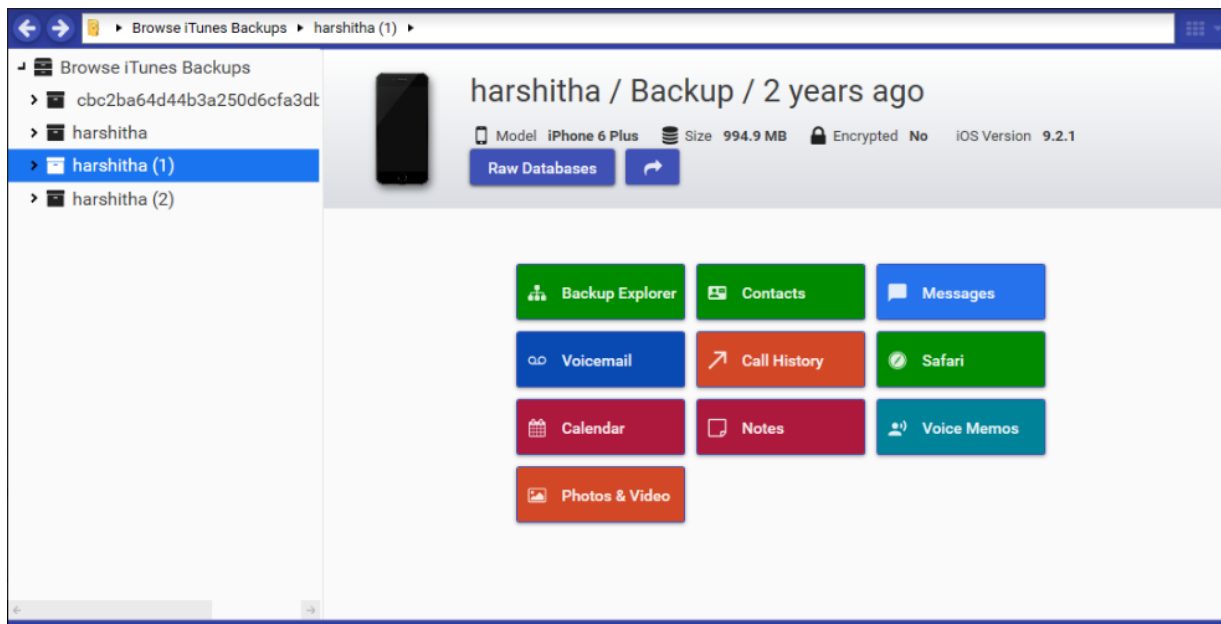 Browse iTunes Backups harshitha (1)
Browse iTunes Backups
cbc2ba64d44b3a250d6cfa3db
harshitha
harshitha (1)
harshitha (2)
harshitha / Backup / 2 years ago
Model iPhone 6 Plus Size 994.9 MB Encrypted No iOS Version 9.2.1
Raw Databases
Backup Explorer Contacts Messages
Voicemail Call History Safari
Calendar Notes Voice Memos
Photos & Video